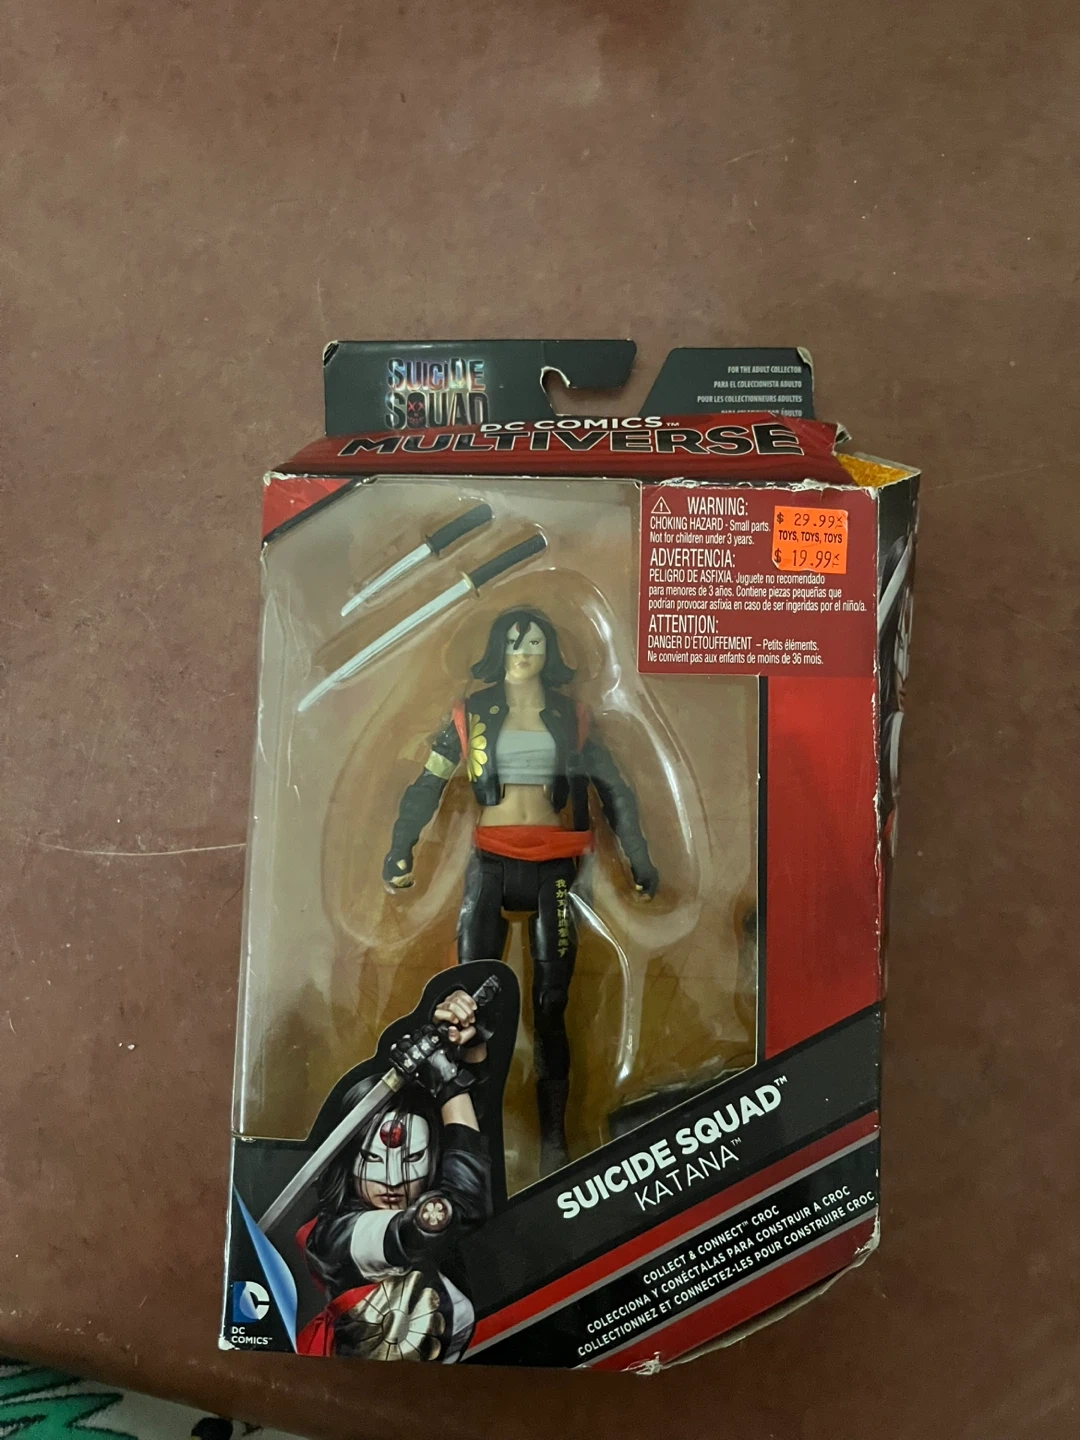 SUICIDE
SQUAD
FOR THE ADULT COLLECTOR
PARA EL COLECCIONISTA ADULTO
POUR LES COLLECTIONNEURS ADULTES
DC COMICS™
MULTIVERSE
WARNING:
CHOKING HAZARD - Small parts.
Not for children under 3 years.
ADVERTENCIA:
PELIGRO DE ASFIXIA. Juguete no recomendado
para menores de 3 años. Contiene piezas pequeñas que
podrían provocar asfixia en caso de ser ingeridas por el niño/a.
ATTENTION:
DANGER D'ÉTOUFFEMENT – Petits éléments.
Ne convient pas aux enfants de moins de 36 mois.
$ 29.99
TOYS, TOYS, TOYS
$ 19.99
SUICIDE SQUAD™
KATANA™
COLLECT & CONNECT™ CROC
COLECCIONA Y CONÉCTALAS PARA CONSTRUIR A CROC
COLLECTIONNEZ ET CONNECTEZ-LES POUR CONSTRUIRE CROC
DC
COMICS™